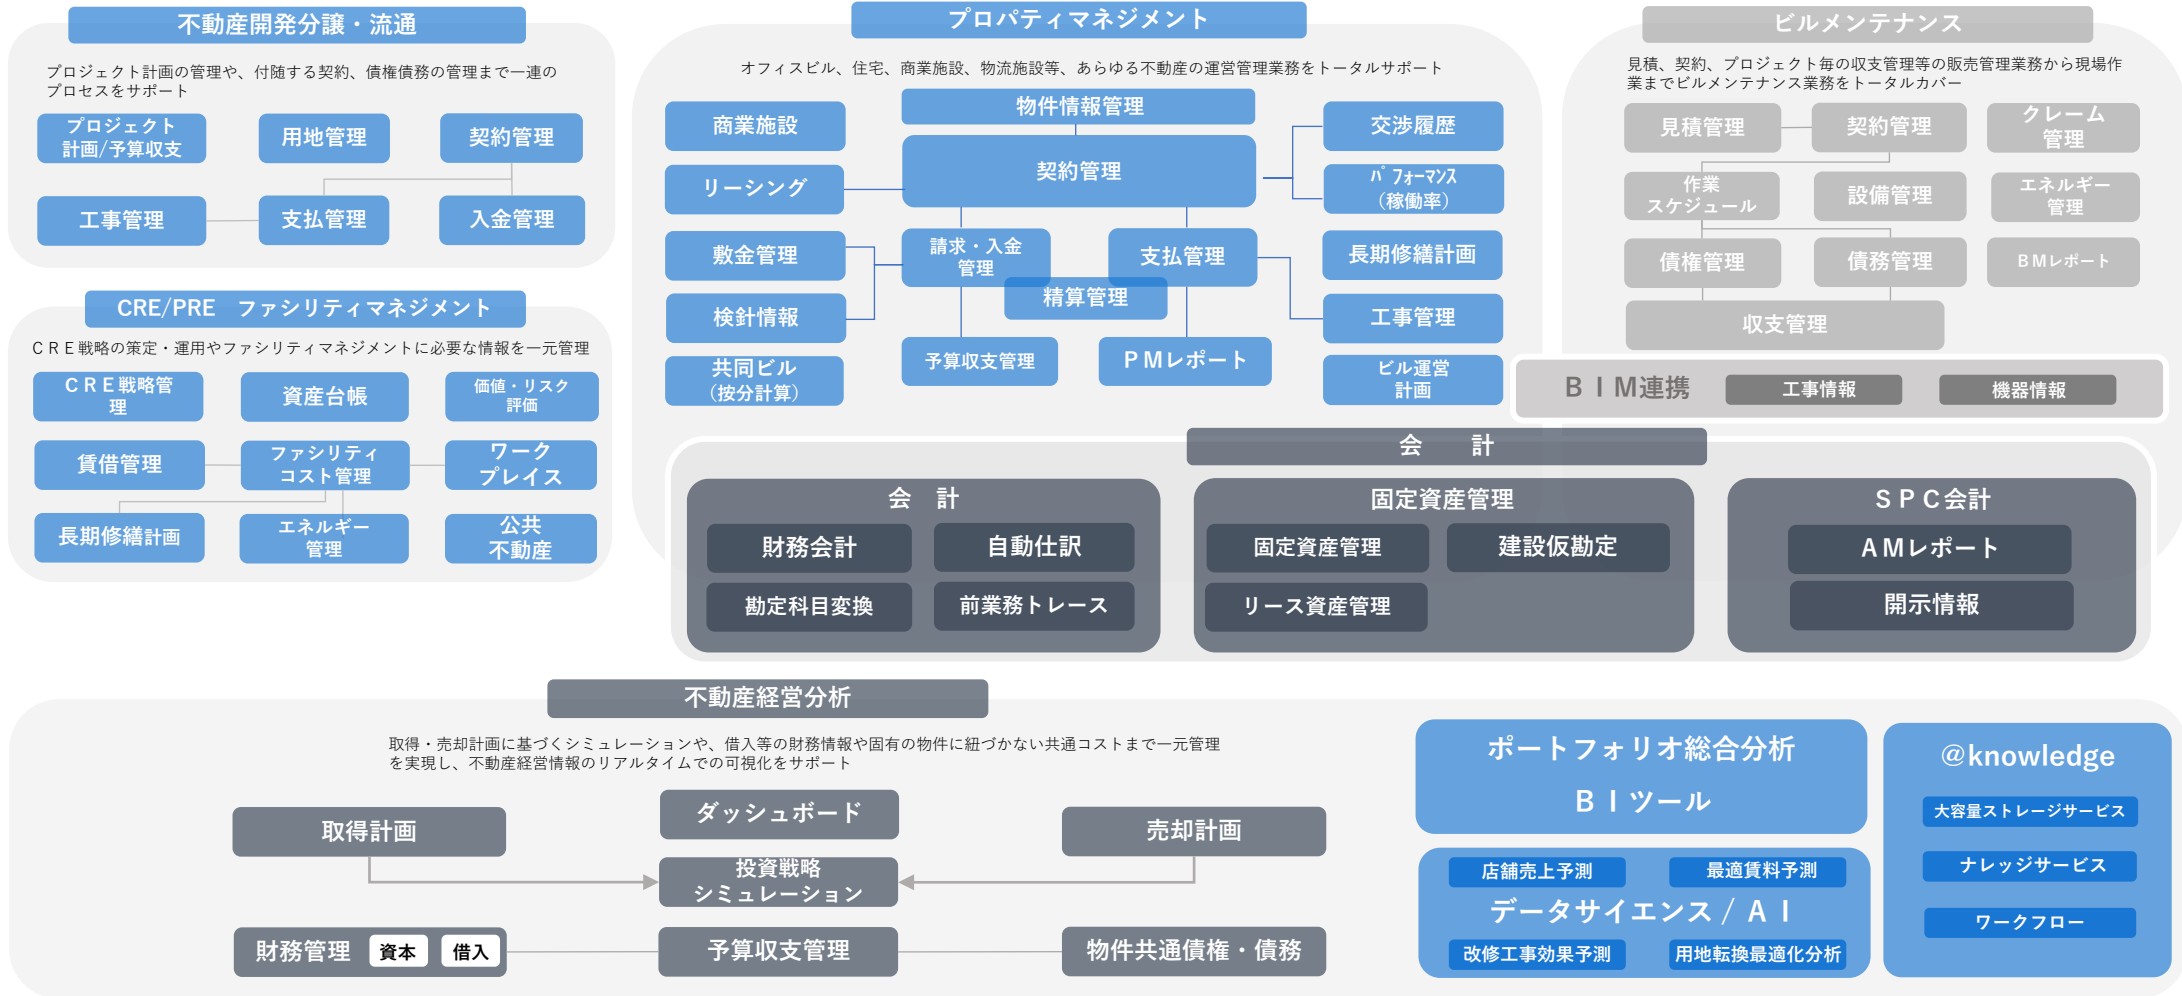 不動産開発分譲・流通
プロジェクト計画の管理や、付随する契約、債権債務の管理まで一連の
プロセスをサポート
プロジェクト
計画/予算収支
用地管理
契約管理
工事管理
支払管理
入金管理
CRE/PRE　ファシリティマネジメント
ＣＲＥ戦略の策定・運用やファシリティマネジメントに必要な情報を一元管理
ＣＲＥ戦略管
理
資産台帳
価値・リスク
評価
賃借管理
ファシリティ
コスト管理
ワーク
プレイス
長期修繕計画
エネルギー
管理
公共
不動産
プロパティマネジメント
オフィスビル、住宅、商業施設、物流施設等、あらゆる不動産の運営管理業務をトータルサポート
商業施設
物件情報管理
交渉履歴
リーシング
契約管理
ﾊﾟﾌｫｰﾏﾝｽ
（稼働率）
敷金管理
請求・入金
管理
支払管理
長期修繕計画
検針情報
精算管理
工事管理
共同ビル
（按分計算）
予算収支管理
ＰＭレポート
ビル運営
計画
ビルメンテナンス
見積、契約、プロジェクト毎の収支管理等の販売管理業務から現場作
業までビルメンテナンス業務をトータルカバー
見積管理
契約管理
クレーム
管理
作業
スケジュール
設備管理
エネルギー
管理
債権管理
債務管理
ＢＭレポート
収支管理
ＢＩＭ連携
工事情報
機器情報
会　　計
会　計
財務会計
自動仕訳
勘定科目変換
前業務トレース
固定資産管理
固定資産管理
建設仮勘定
リース資産管理
ＳＰＣ会計
ＡＭレポート
開示情報
不動産経営分析
取得・売却計画に基づくシミュレーションや、借入等の財務情報や固有の物件に紐づかない共通コストまで一元管理
を実現し、不動産経営情報のリアルタイムでの可視化をサポート
取得計画
ダッシュボード
売却計画
投資戦略
シミュレーション
財務管理
資本
借入
予算収支管理
物件共通債権・債務
ポートフォリオ総合分析
ＢＩツール
店舗売上予測
最適賃料予測
データサイエンス / ＡＩ
改修工事効果予測
用地転換最適化分析
@knowledge
大容量ストレージサービス
ナレッジサービス
ワークフロー